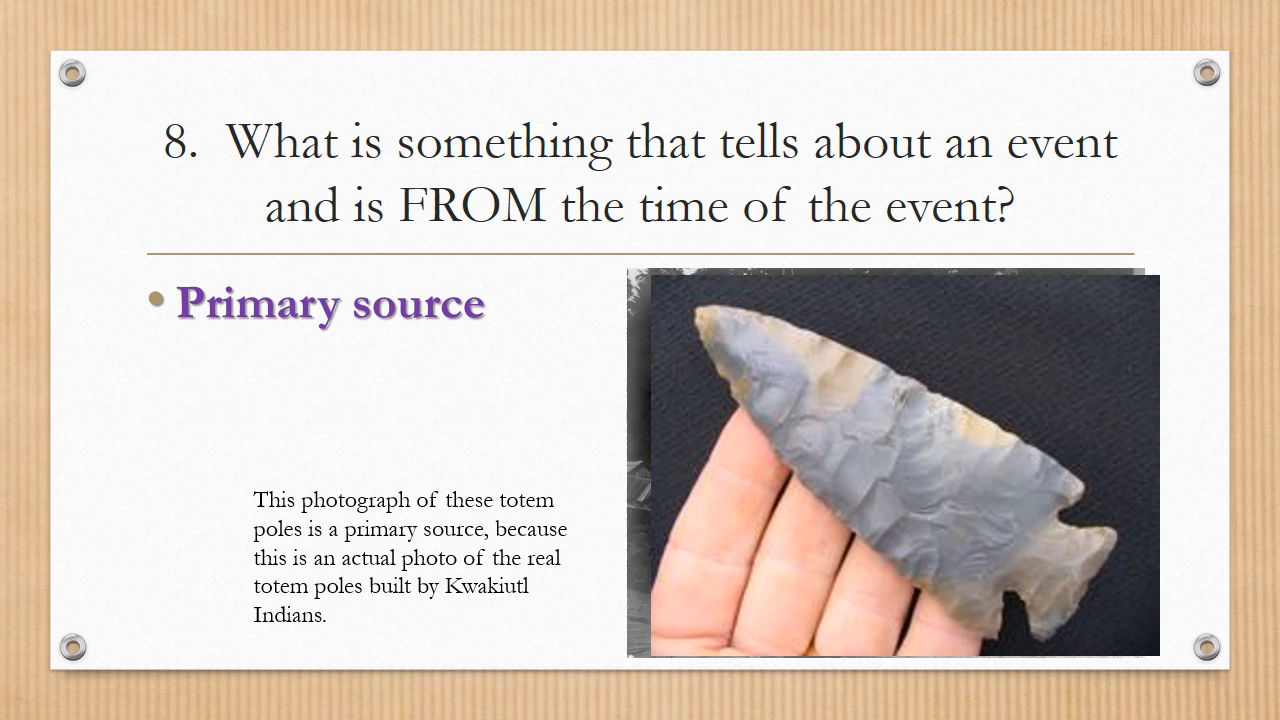 8. What is something that tells about an event
and is FROM the time of the event?
• Primary source
This photograph of these totem
poles is a primary source, because
this is an actual photo of the real
totem poles built by Kwakiutl
Indians.